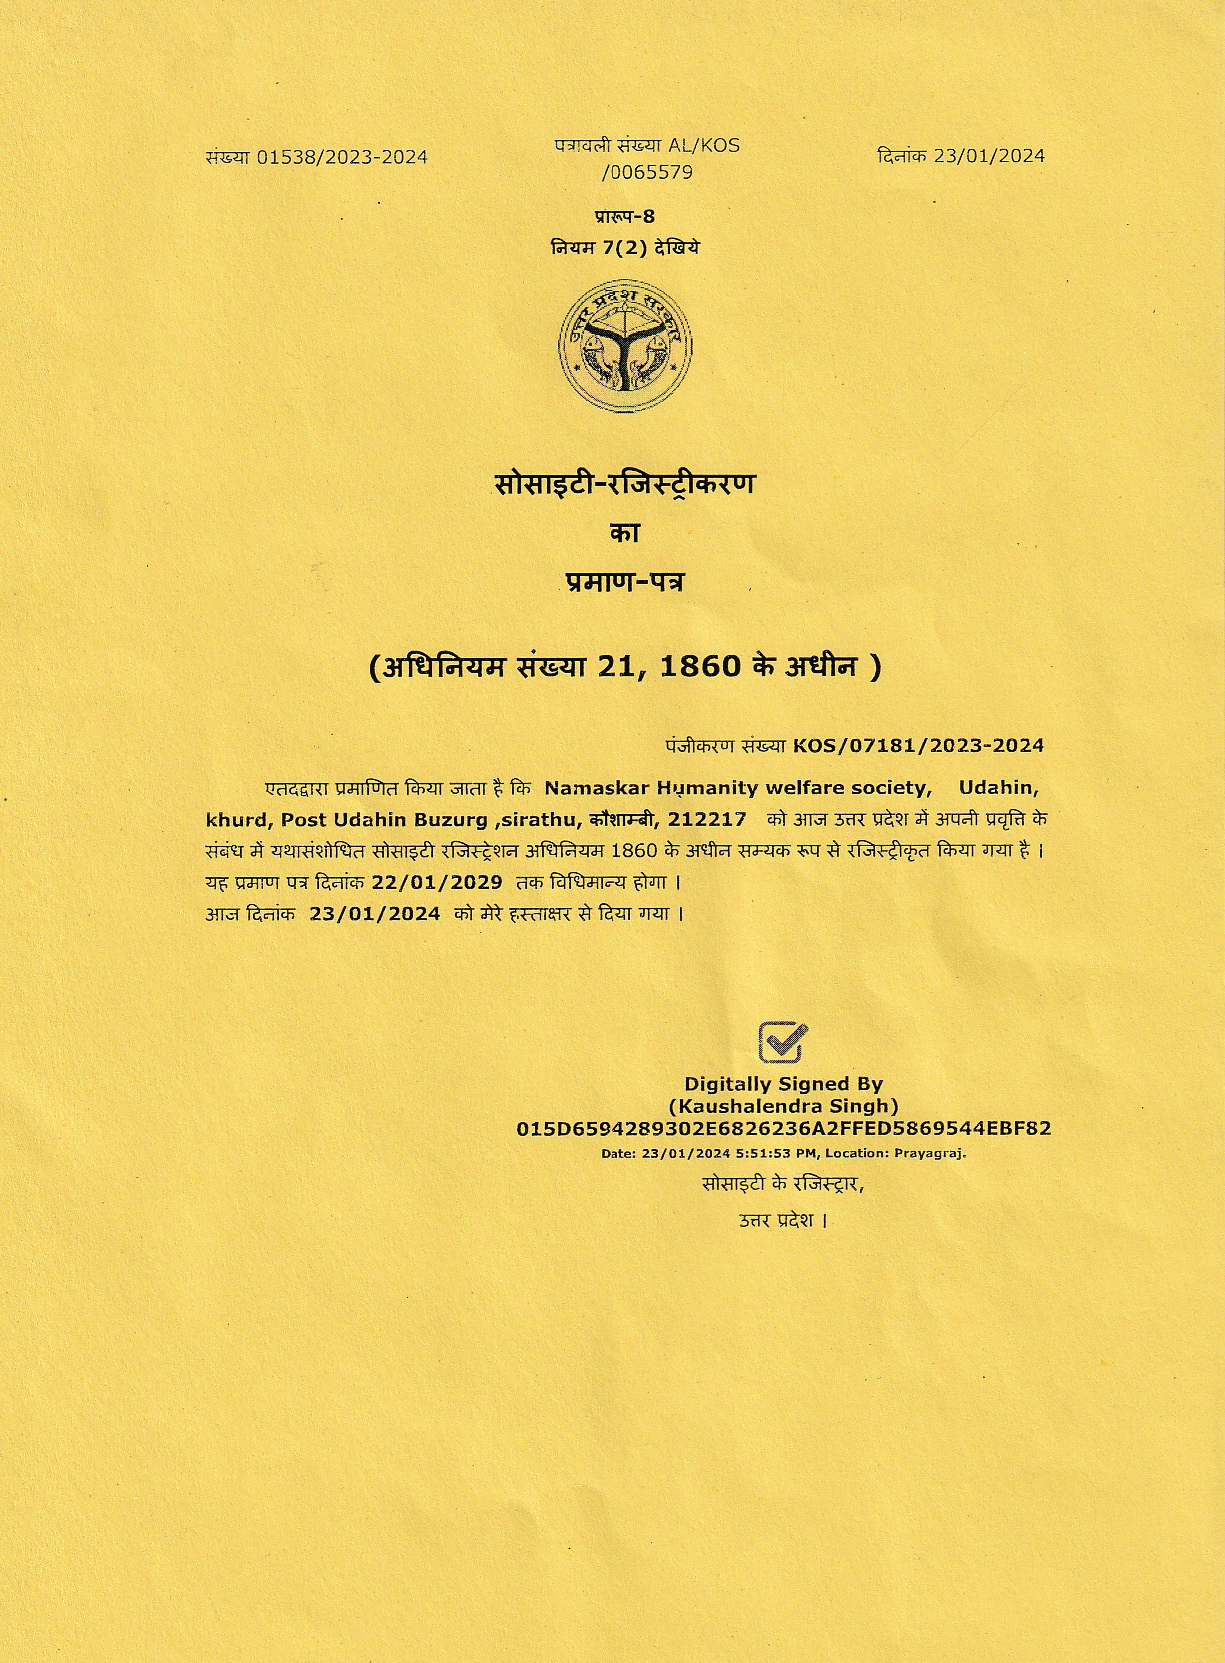 संख्या 01538/2023-2024
पत्रावली संख्या AL/KOS
/0065579
दिनांक 23/01/2024
प्रारूप-8
नियम 7(2) देखिये
उत्तर प्रदेश सरकार
सोसाइटी-रजिस्ट्रीकरण
का
प्रमाण-पत्र
(अधिनियम संख्या 21, 1860 के अधीन )
पंजीकरण संख्या KOS/07181/2023-2024
एतदद्वारा प्रमाणित किया जाता है कि Namaskar Humanity welfare society, Udahin,
khurd, Post Udahin Buzurg ,sirathu, कौशाम्बी, 212217 को आज उत्तर प्रदेश में अपनी प्रवृत्ति के
संबंध में यथासंशोधित सोसाइटी रजिस्ट्रेशन अधिनियम 1860 के अधीन सम्यक रूप से रजिस्ट्रीकृत किया गया है ।
यह प्रमाण पत्र दिनांक 22/01/2029 तक विधिमान्य होगा ।
आज दिनांक 23/01/2024 को मेरे हस्ताक्षर से दिया गया ।
Digitally Signed By
(Kaushalendra Singh)
015D6594289302E6826236A2FFED5869544EBF82
Date: 23/01/2024 5:51:53 PM, Location: Prayagraj.
सोसाइटी के रजिस्ट्रार,
उत्तर प्रदेश ।